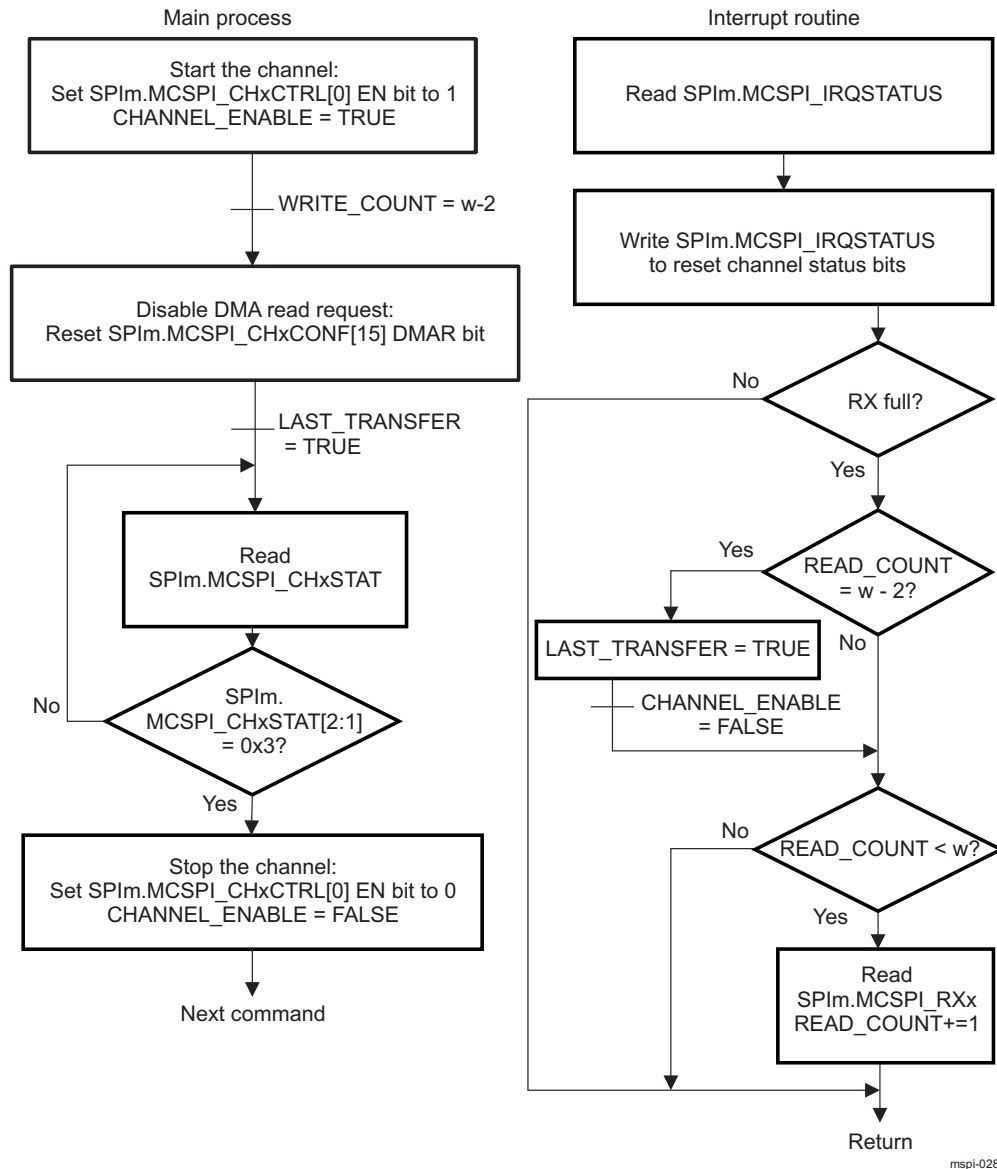 Main process
Start the channel:
Set SPIm.MCSPI_CHxCTRL[0] EN bit to 1
CHANNEL_ENABLE = TRUE
WRITE_COUNT = w-2
Disable DMA read request:
Reset SPIm.MCSPI_CHxCONF[15] DMAR bit
LAST_TRANSFER
= TRUE
Read
SPIm.MCSPI_CHxSTAT
No
SPIm.
MCSPI_CHxSTAT[2:1]
= 0x3?
Yes
Stop the channel:
Set SPIm.MCSPI_CHxCTRL[0] EN bit to 0
CHANNEL_ENABLE = FALSE
Next command
Interrupt routine
Read SPIm.MCSPI_IRQSTATUS
Write SPIm.MCSPI_IRQSTATUS
to reset channel status bits
No
RX full?
Yes
Yes
READ_COUNT
= w - 2?
LAST_TRANSFER = TRUE
No
CHANNEL_ENABLE
= FALSE
No
READ_COUNT < w?
Yes
Read
SPIm.MCSPI_RXx
READ_COUNT+=1
Return
mspi-028